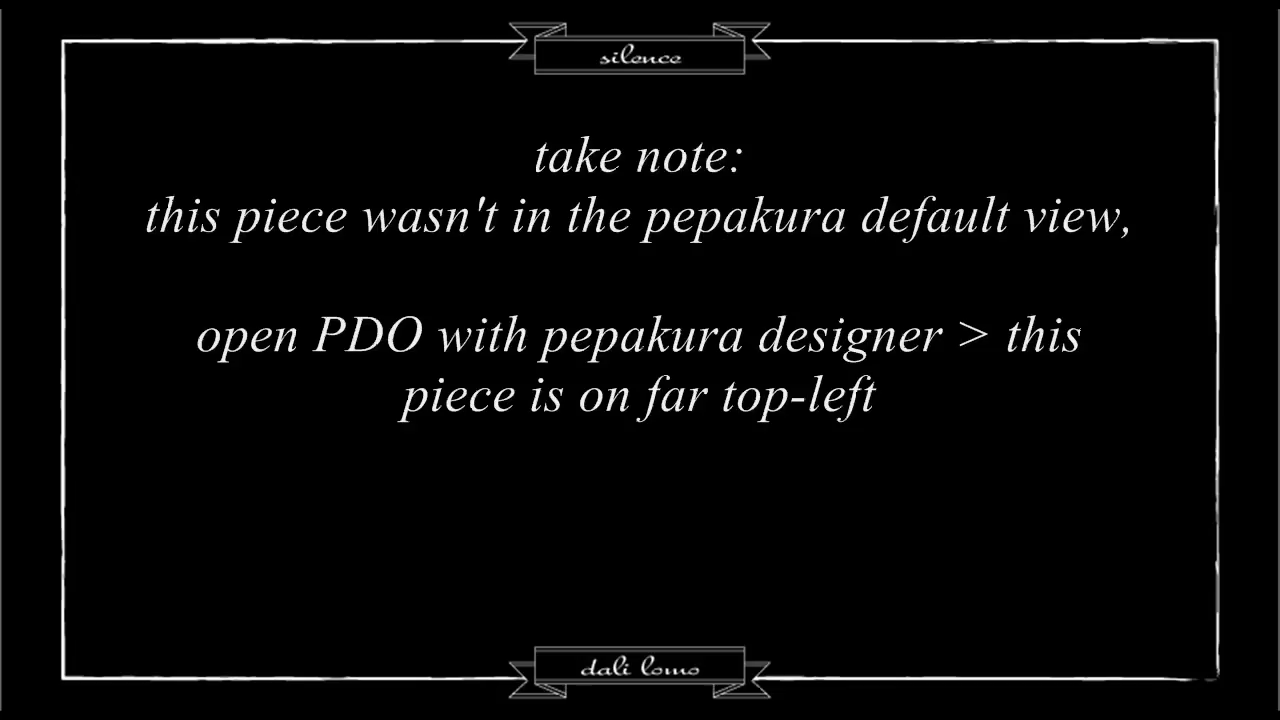 silence
take note:
this piece wasn't in the pepakura default view,
open PDO with pepakura designer > this
piece is on far top-left
dali lomo